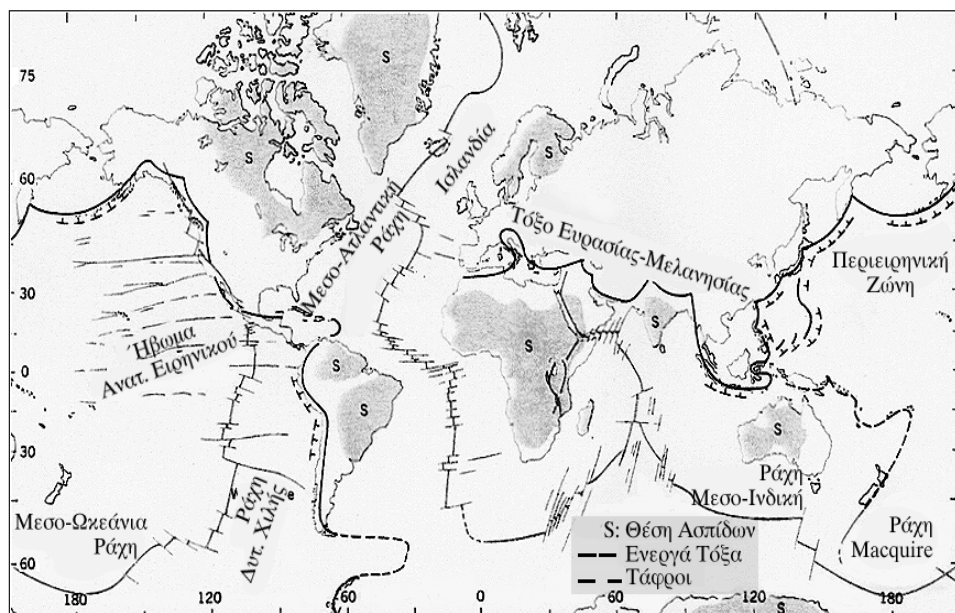 75
60
30
0
30
60
S
S
S
S
S
S
S
S
S
Ισλανδία
Μεσο-Ατλαντική
Ράχη
Τόξο Ευρασίας-Μελανησίας
Περιειρηνική
Ζώνη
Ήβωμα
Ανατ. Ειρηνικού
Μεσο-Ωκεάνια
Ράχη
Ράχη
Δυτ. Χιλής
Ράχη
Μεσο-Ινδική
Ράχη
Macquire
S: Θέση Ασπίδων
Ενεργά Τόξα
Τάφροι
180
120
60
0
60
120
180